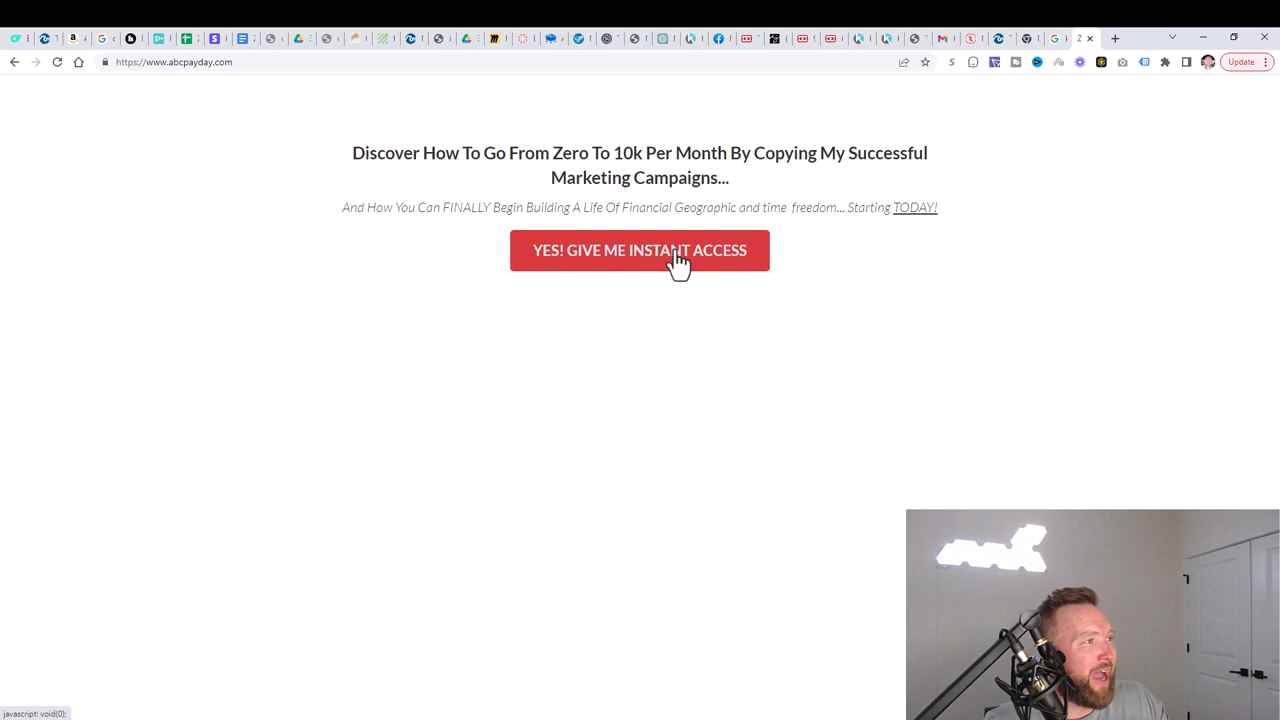 https://www.abcpayday.com
Update
Discover How To Go From Zero To 10k Per Month By Copying My Successful
Marketing Campaigns...
And How You Can FINALLY Begin Building A Life Of Financial Geographic and time freedom... Starting TODAY!
YES! GIVE ME INSTANT ACCESS
javascript: void(0);